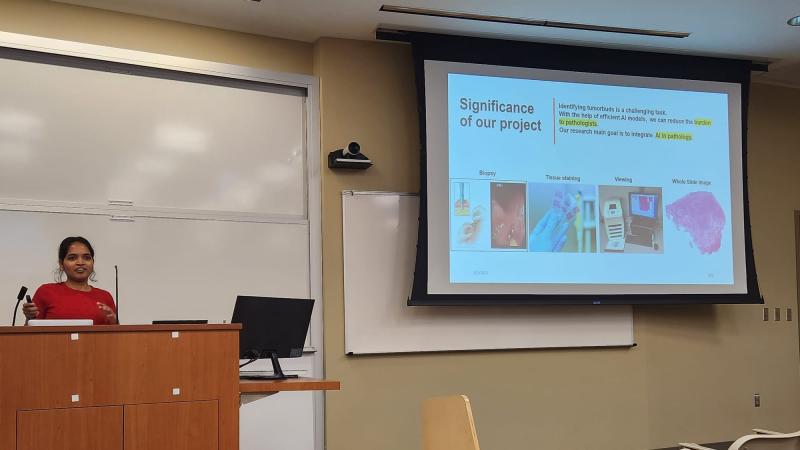 Significance
of our project
Identifying tumorbuds is a challenging task.
With the help of efficient AI models, we can reduce the burden
to pathologists.
Our research main goal is to integrate AI in pathology.
Biopsy
Tissue staining
Viewing
Whole Slide Image